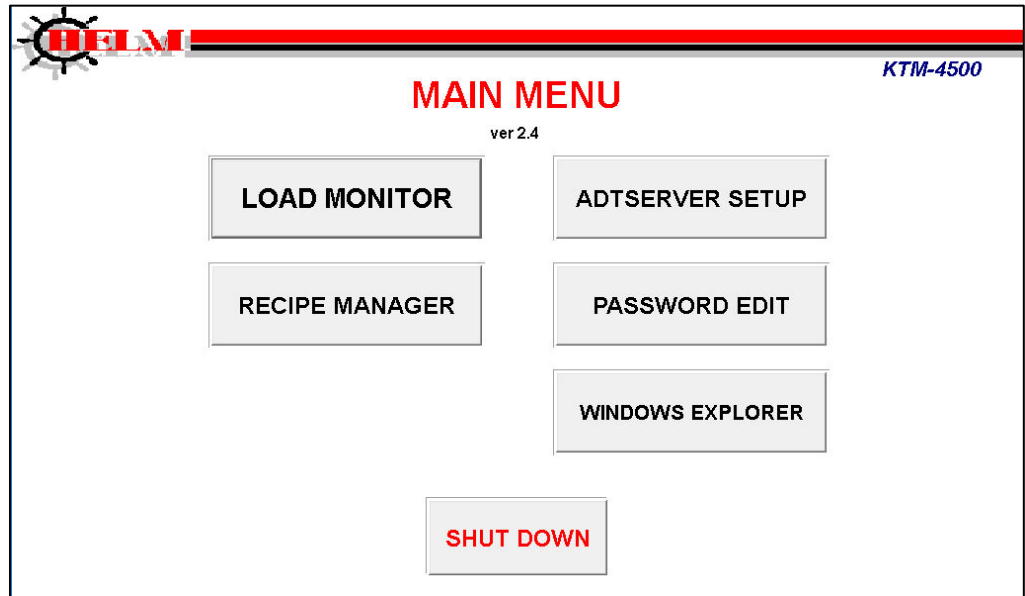 HELM
KTM-4500
MAIN MENU
ver 2.4
LOAD MONITOR
ADTSERVER SETUP
RECIPE MANAGER
PASSWORD EDIT
WINDOWS EXPLORER
SHUT DOWN